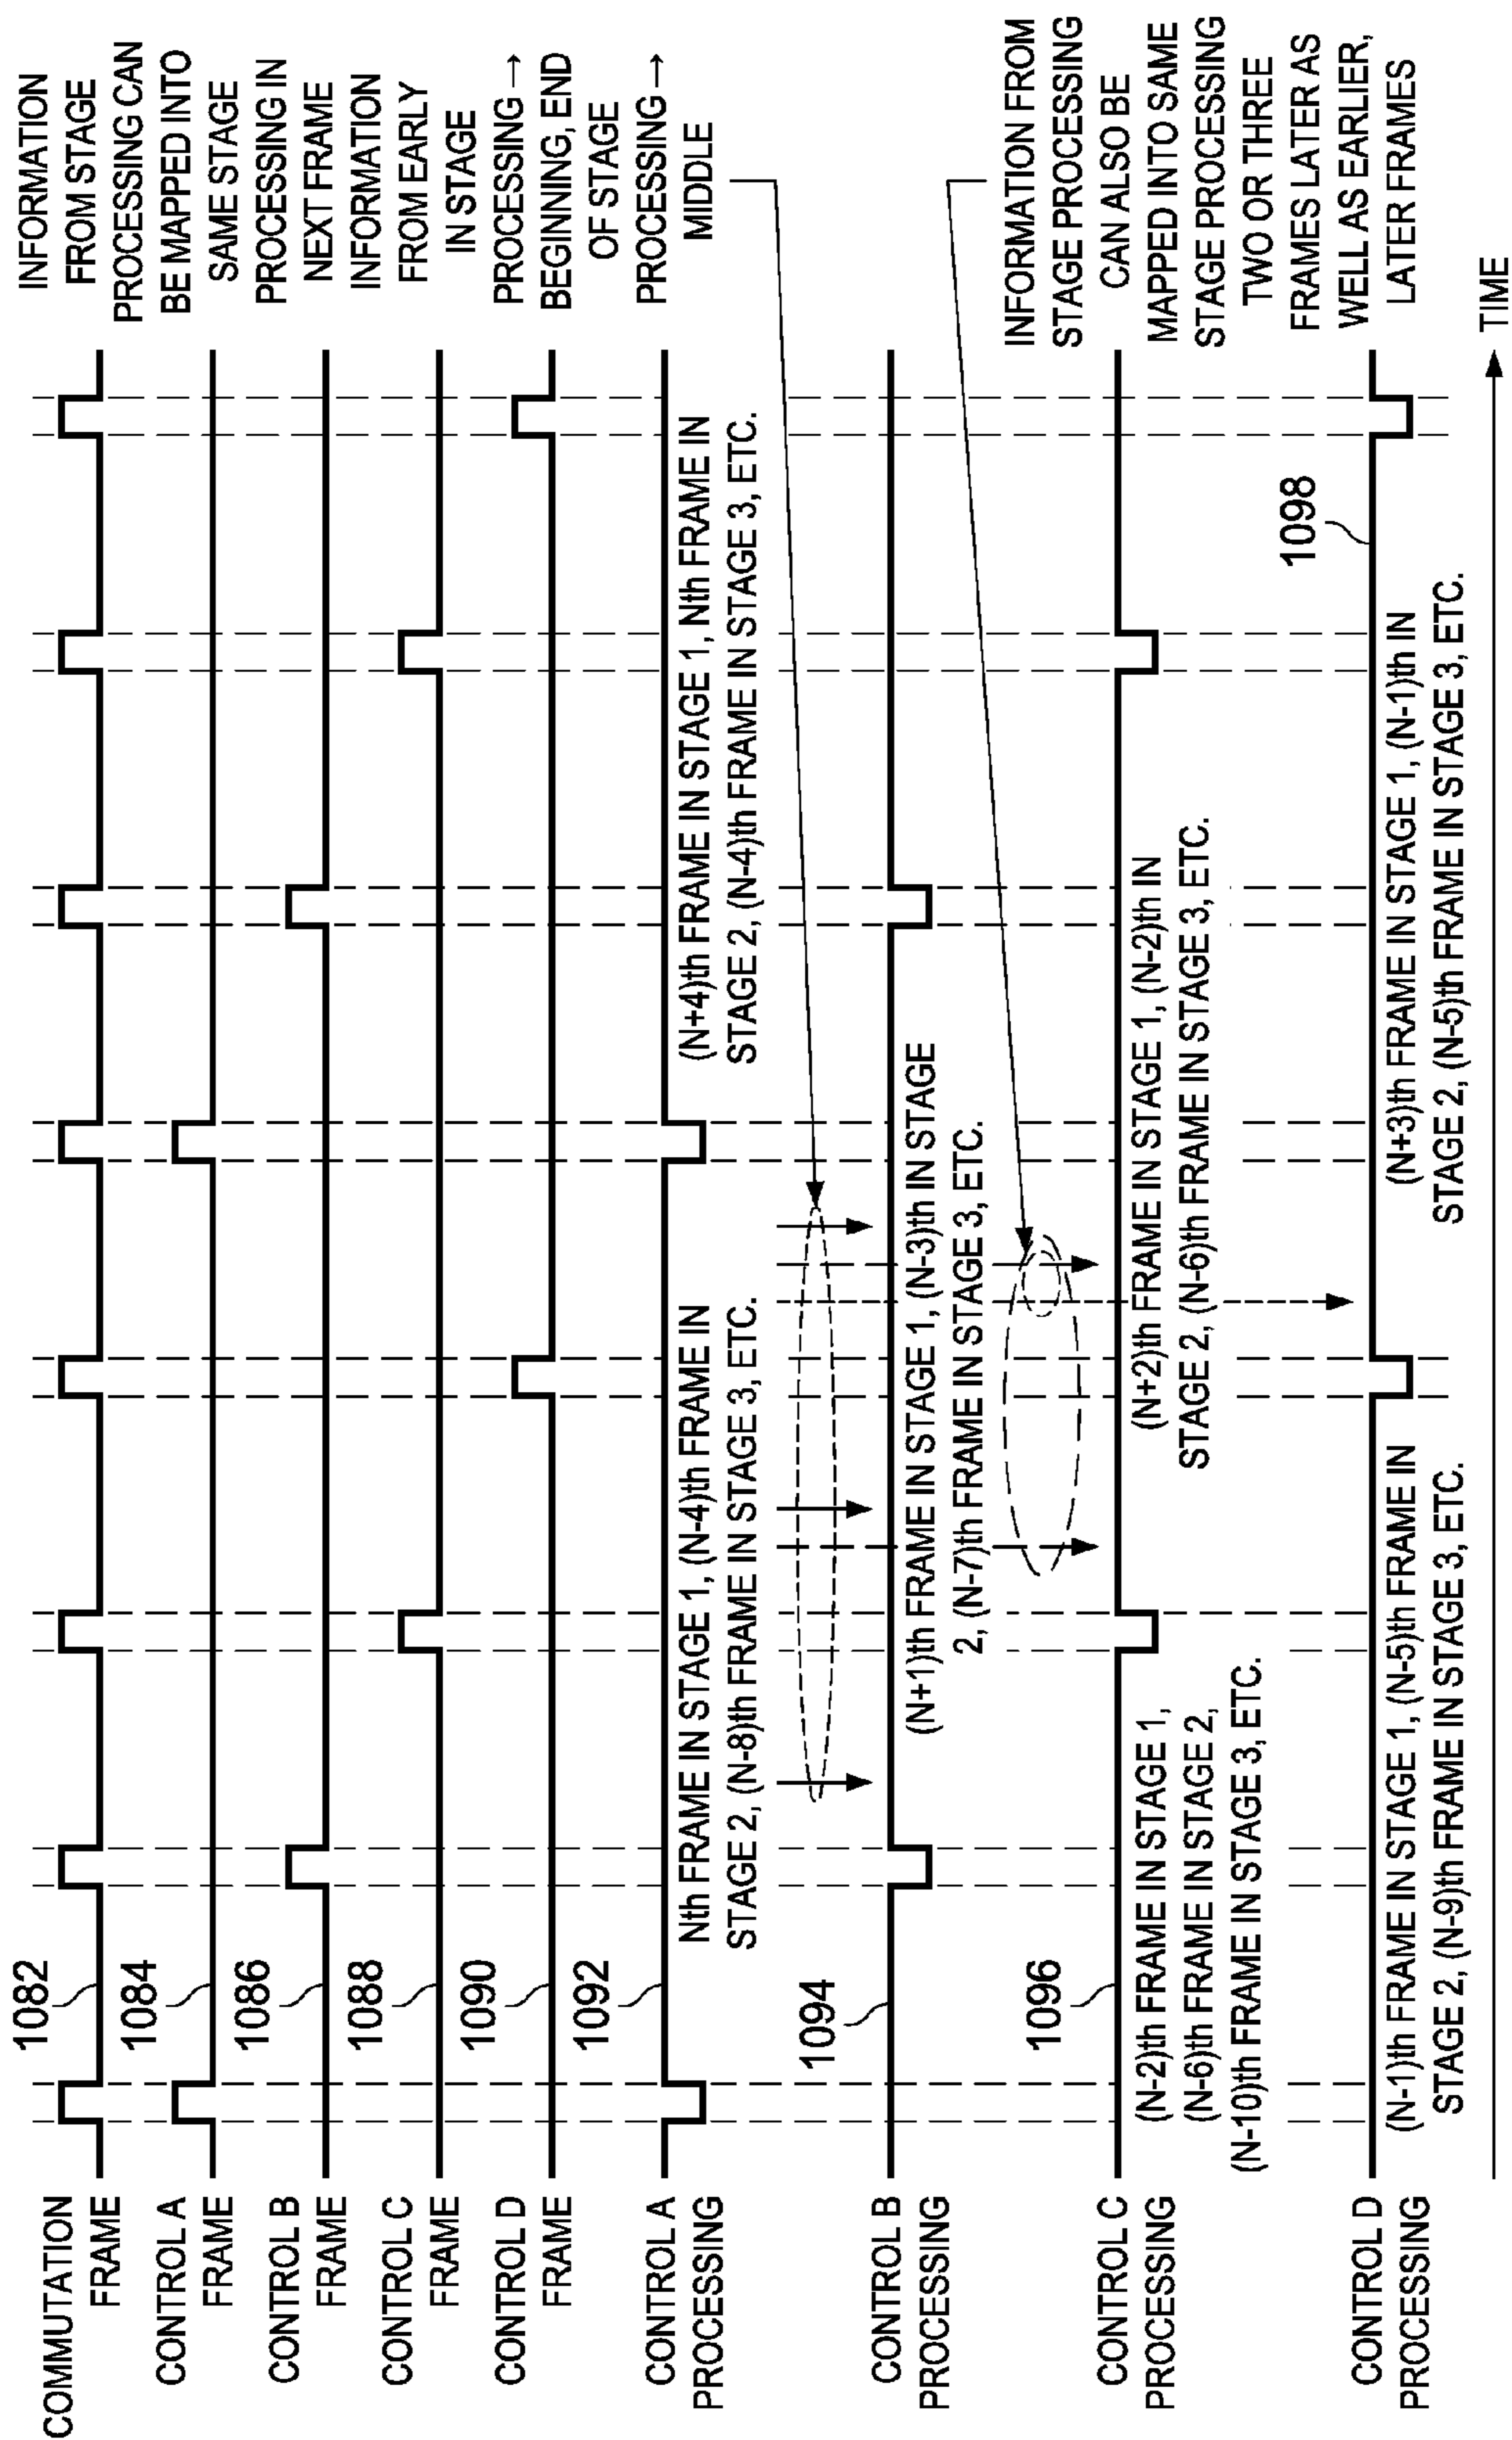 COMMUTATION
FRAME
1082
CONTROL A
FRAME
1084
CONTROL B
FRAME
1086
CONTROL C
FRAME
1088
CONTROL D
FRAME
1090
CONTROL A
PROCESSING
1092
Nth FRAME IN STAGE 1, (N-4)th FRAME IN
STAGE 2, (N-8)th FRAME IN STAGE 3, ETC.
(N+4)th FRAME IN STAGE 1, Nth FRAME IN
STAGE 2, (N-4)th FRAME IN STAGE 3, ETC.
INFORMATION
FROM STAGE
PROCESSING CAN
BE MAPPED INTO
SAME STAGE
PROCESSING IN
NEXT FRAME
INFORMATION
FROM EARLY
IN STAGE
PROCESSING →
BEGINNING, END
OF STAGE
PROCESSING →
MIDDLE
CONTROL B
PROCESSING
1094
(N+1)th FRAME IN STAGE 1, (N-3)th IN STAGE
2, (N-7)th FRAME IN STAGE 3, ETC.
CONTROL C
PROCESSING
1096
(N-2)th FRAME IN STAGE 1,
(N-6)th FRAME IN STAGE 2,
(N-10)th FRAME IN STAGE 3, ETC.
(N+2)th FRAME IN STAGE 1, (N-2)th IN
STAGE 2, (N-6)th FRAME IN STAGE 3, ETC.
INFORMATION FROM
STAGE PROCESSING
CAN ALSO BE
MAPPED INTO SAME
STAGE PROCESSING
TWO OR THREE
FRAMES LATER AS
WELL AS EARLIER,
LATER FRAMES
CONTROL D
PROCESSING
1098
(N-1)th FRAME IN STAGE 1, (N-5)th FRAME IN
STAGE 2, (N-9)th FRAME IN STAGE 3, ETC.
(N+3)th FRAME IN STAGE 1, (N-1)th IN
STAGE 2, (N-5)th FRAME IN STAGE 3, ETC.
TIME